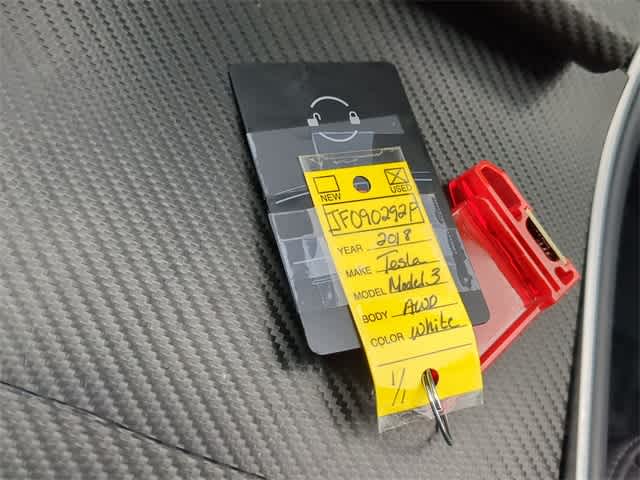 NEW USED
JF090292P
YEAR 2018
MAKE Tesla
MODEL Model 3
BODY AWD
COLOR White
1/1